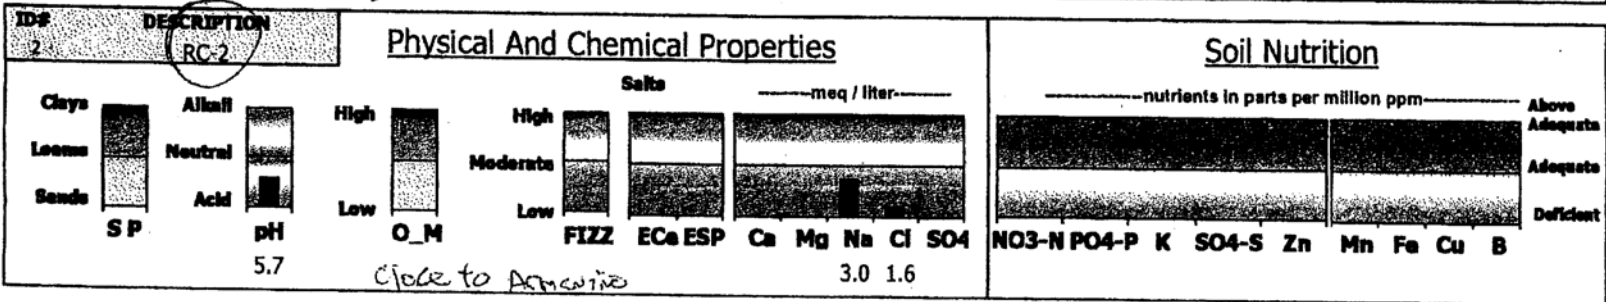 ID# DESCRIPTION
2 RC-2
Physical And Chemical Properties
Soil Nutrition
Salts
-----meq / liter-----
-----nutrients in parts per million ppm-----
Clays
Loams
Sands
Alkali
Neutral
Acid
High
Low
High
Moderate
Low
Above
Adequate
Adequate
Deficient
S P pH O_M FIZZ ECe ESP Ca Mg Na Cl SO4 NO3-N PO4-P K SO4-S Zn Mn Fe Cu B
5.7 3.0 1.6
Close to